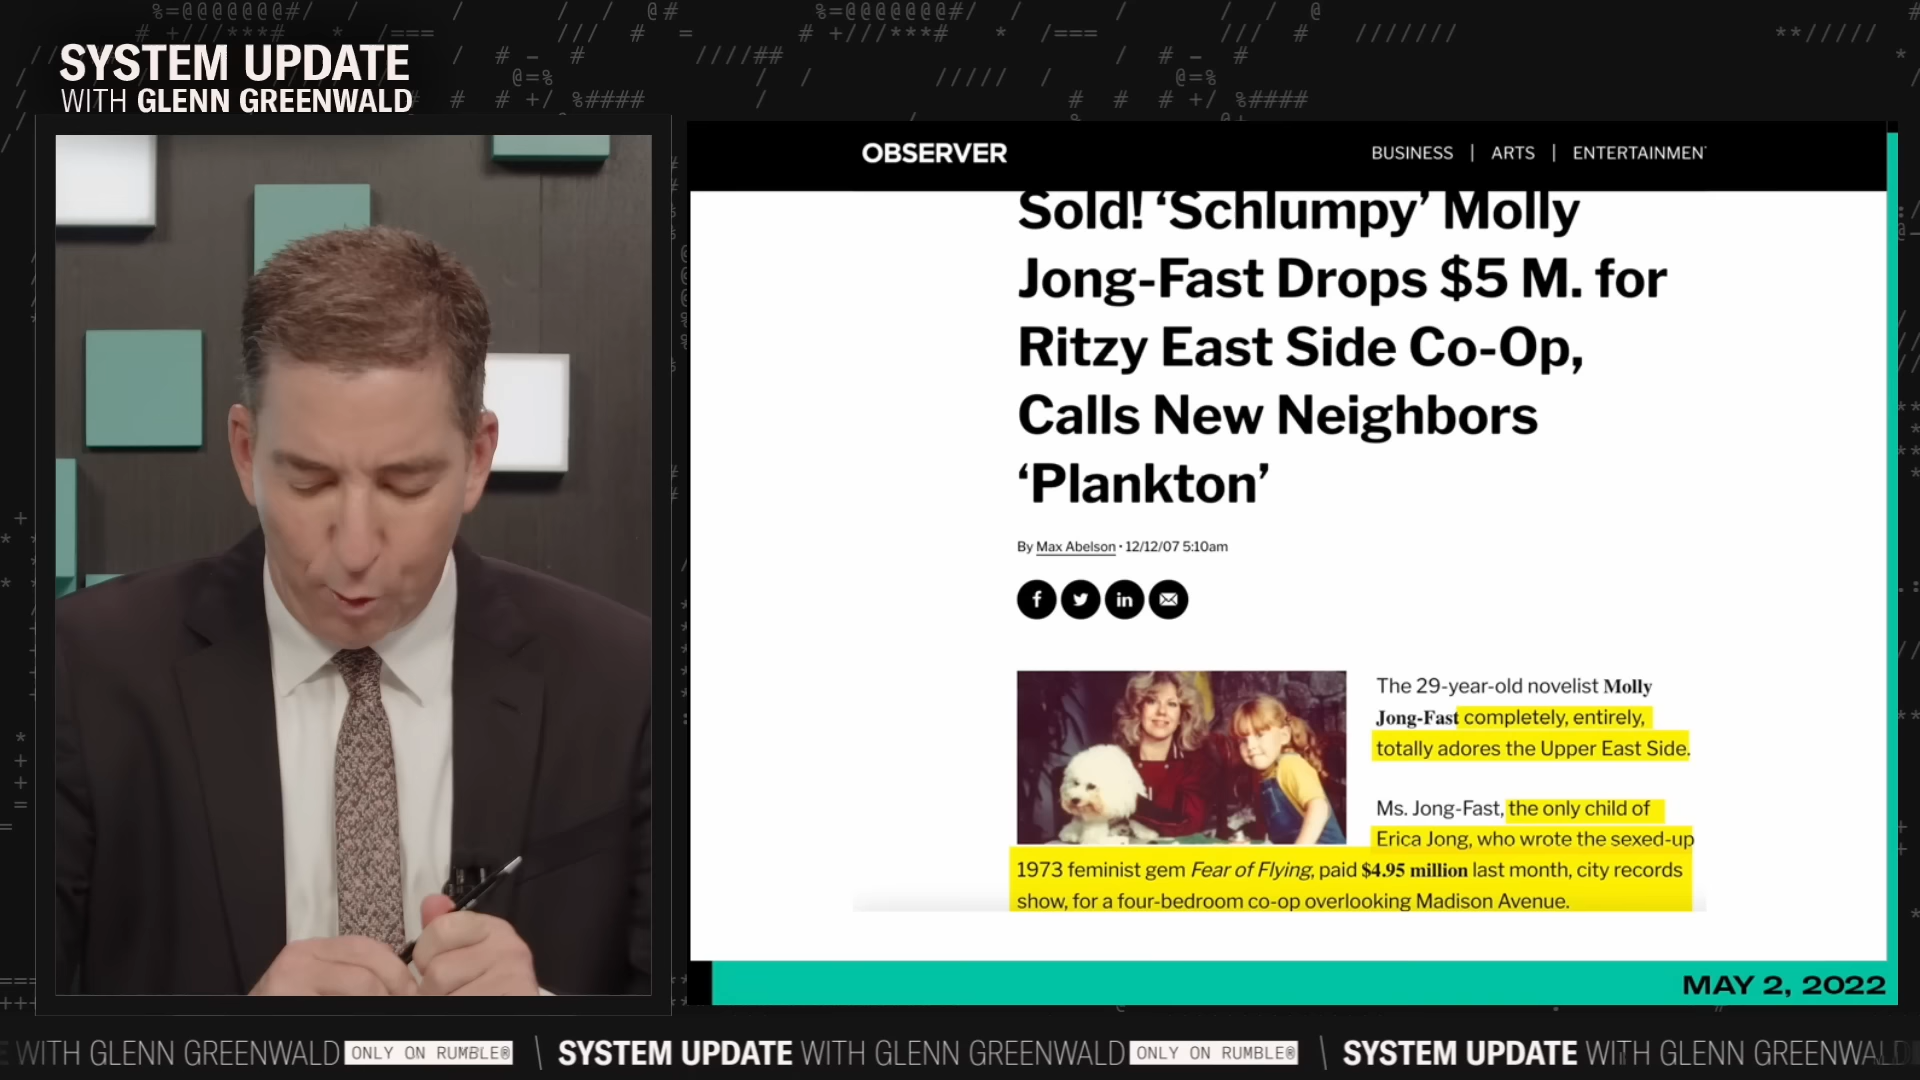 SYSTEM UPDATE
WITH GLENN GREENWALD
OBSERVER
BUSINESS | ARTS | ENTERTAINMEN
Sold! ‘Schlumpy’ Molly
Jong-Fast Drops $5 M. for
Ritzy East Side Co-Op,
Calls New Neighbors
‘Plankton’
By Max Abelson • 12/12/07 5:10am
The 29-year-old novelist Molly
Jong-Fast completely, entirely,
totally adores the Upper East Side.
Ms. Jong-Fast, the only child of
Erica Jong, who wrote the sexed-up
1973 feminist gem Fear of Flying, paid $4.95 million last month, city records
show, for a four-bedroom co-op overlooking Madison Avenue.
MAY 2, 2022
E WITH GLENN GREENWALD ONLY ON RUMBLE® \ SYSTEM UPDATE WITH GLENN GREENWALD ONLY ON RUMBLE® \ SYSTEM UPDATE WITH GLENN GREENWALD